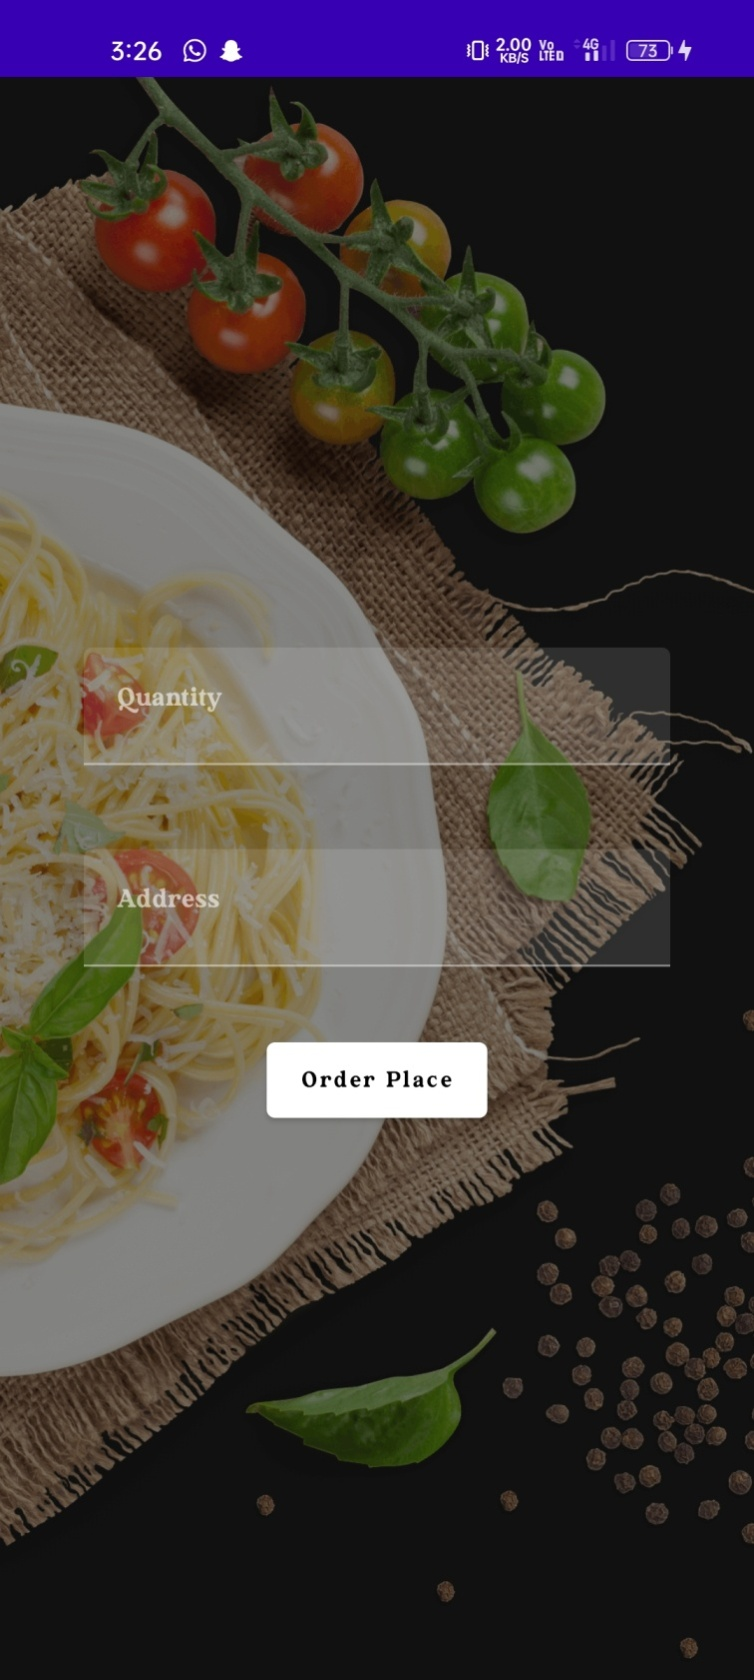 3:26 2.00 KB/S Vo LTE 4G 73
Quantity
Address
Order Place